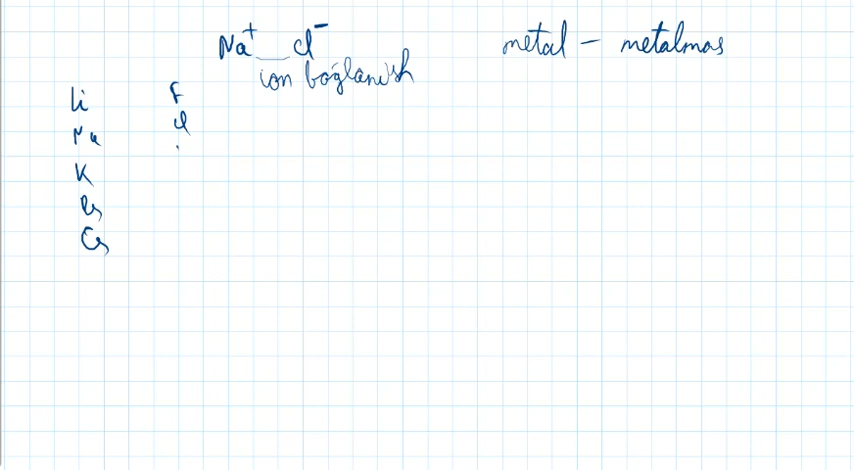 Na⁺ Cl⁻ metal – metalmas
ion bog'lanish
Li F
Na Cl
K
Rb
Cs